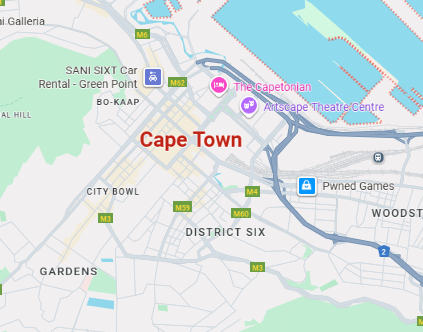 ni Galleria
M6
SANI SIXT Car
Rental - Green Point
M62
The Capetonian
BO-KAAP
Artscape Theatre Centre
AL HILL
Cape Town
Pwned Games
CITY BOWL
M4
M59
M60
WOODST
M3
DISTRICT SIX
2
M3
GARDENS